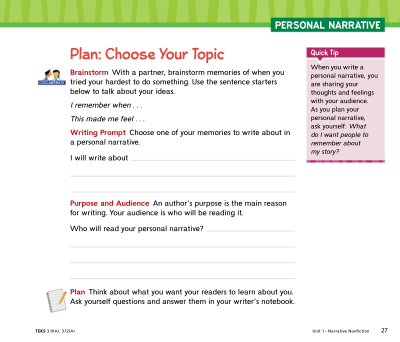 PERSONAL NARRATIVE
Plan: Choose Your Topic
Brainstorm With a partner, brainstorm memories of when you
tried your hardest to do something. Use the sentence starters
below to talk about your ideas.
I remember when . . .
This made me feel . . .
Writing Prompt Choose one of your memories to write about in
a personal narrative.
I will write about
Purpose and Audience An author's purpose is the main reason
for writing. Your audience is who will be reading it.
Who will read your personal narrative?
Plan Think about what you want your readers to learn about you.
Ask yourself questions and answer them in your writer's notebook.
Quick Tip
When you write a
personal narrative, you
are sharing your
thoughts and feelings
with your audience.
As you plan your
personal narrative,
ask yourself: What
do I want people to
remember about
my story?
Unit 1 • Narrative Nonfiction 27